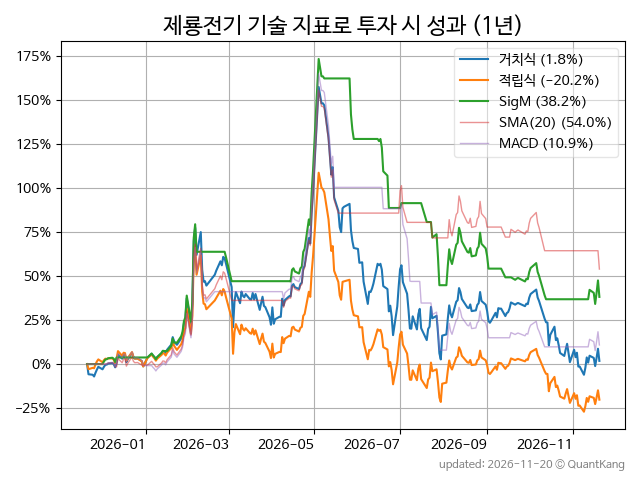 제룡전기 기술 지표로 투자 시 성과 (1년)
거치식 (1.8%)
적립식 (−20.2%)
SigM (38.2%)
SMA(20) (54.0%)
MACD (10.9%)
175%
150%
125%
100%
75%
50%
25%
0%
−25%
2026-01 2026-03 2026-05 2026-07 2026-09 2026-11
updated: 2026-11-20 © QuantKang